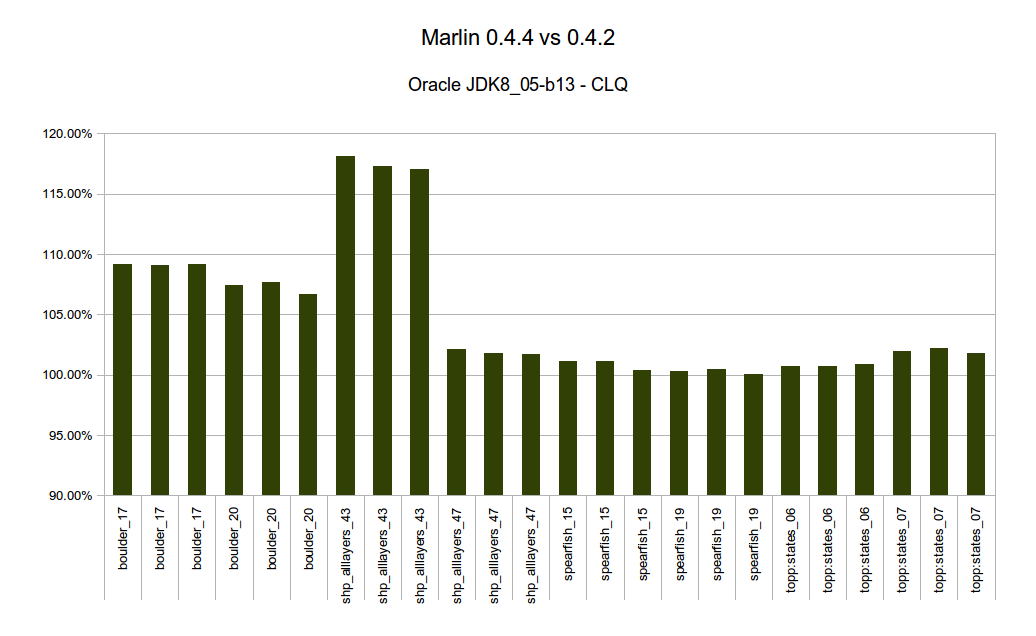 Marlin 0.4.4 vs 0.4.2
Oracle JDK8_05-b13 - CLQ
120.00%
115.00%
110.00%
105.00%
100.00%
95.00%
90.00%
boulder_17
boulder_17
boulder_17
boulder_20
boulder_20
boulder_20
shp_alllayers_43
shp_alllayers_43
shp_alllayers_43
shp_alllayers_47
shp_alllayers_47
shp_alllayers_47
spearfish_15
spearfish_15
spearfish_15
spearfish_19
spearfish_19
spearfish_19
topp:states_06
topp:states_06
topp:states_06
topp:states_07
topp:states_07
topp:states_07